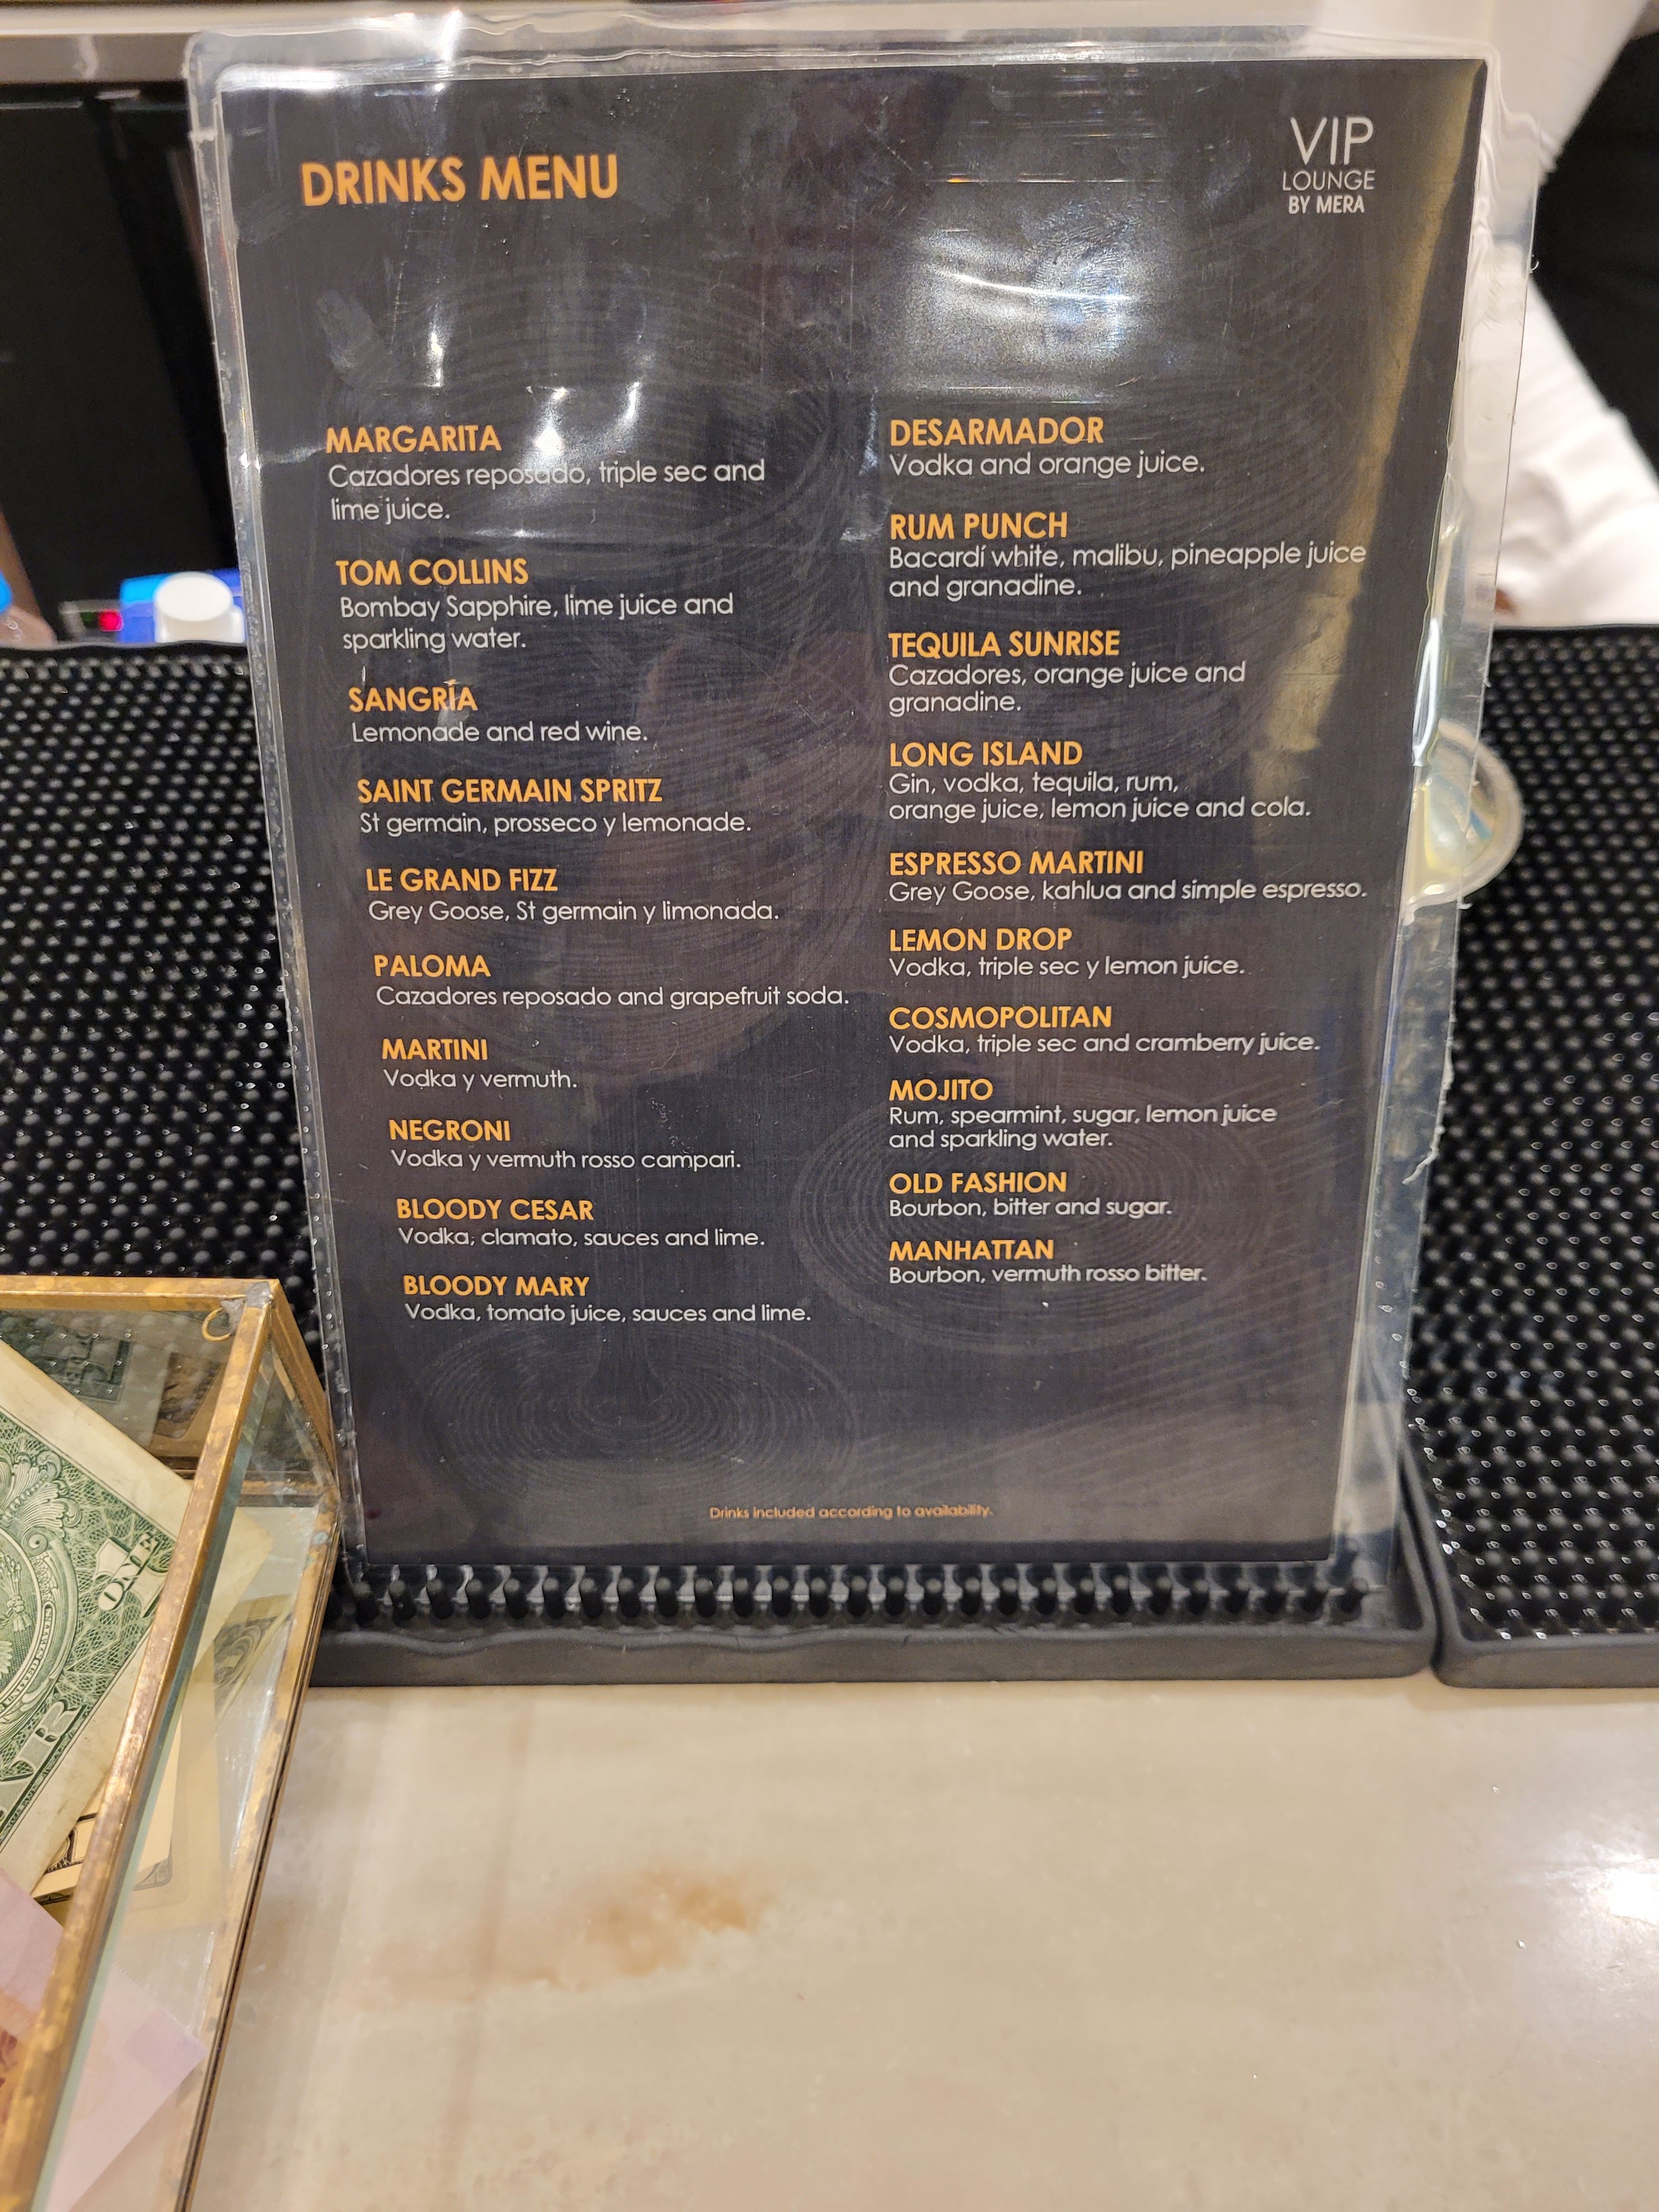 DRINKS MENU
VIP
LOUNGE
BY MERA
MARGARITA
Cazadores reposado, triple sec and
lime juice.
TOM COLLINS
Bombay Sapphire, lime juice and
sparkling water.
SANGRÍA
Lemonade and red wine.
SAINT GERMAIN SPRITZ
St germain, prosseco y lemonade.
LE GRAND FIZZ
Grey Goose, St germain y limonada.
PALOMA
Cazadores reposado and grapefruit soda.
MARTINI
Vodka y vermuth.
NEGRONI
Vodka y vermuth rosso campari.
BLOODY CESAR
Vodka, clamato, sauces and lime.
BLOODY MARY
Vodka, tomato juice, sauces and lime.
DESARMADOR
Vodka and orange juice.
RUM PUNCH
Bacardí white, malibu, pineapple juice
and granadine.
TEQUILA SUNRISE
Cazadores, orange juice and
granadine.
LONG ISLAND
Gin, vodka, tequila, rum,
orange juice, lemon juice and cola.
ESPRESSO MARTINI
Grey Goose, kahlua and simple espresso.
LEMON DROP
Vodka, triple sec y lemon juice.
COSMOPOLITAN
Vodka, triple sec and cramberry juice.
MOJITO
Rum, spearmint, sugar, lemon juice
and sparkling water.
OLD FASHION
Bourbon, bitter and sugar.
MANHATTAN
Bourbon, vermuth rosso bitter.
Drinks included according to availability.
ONE